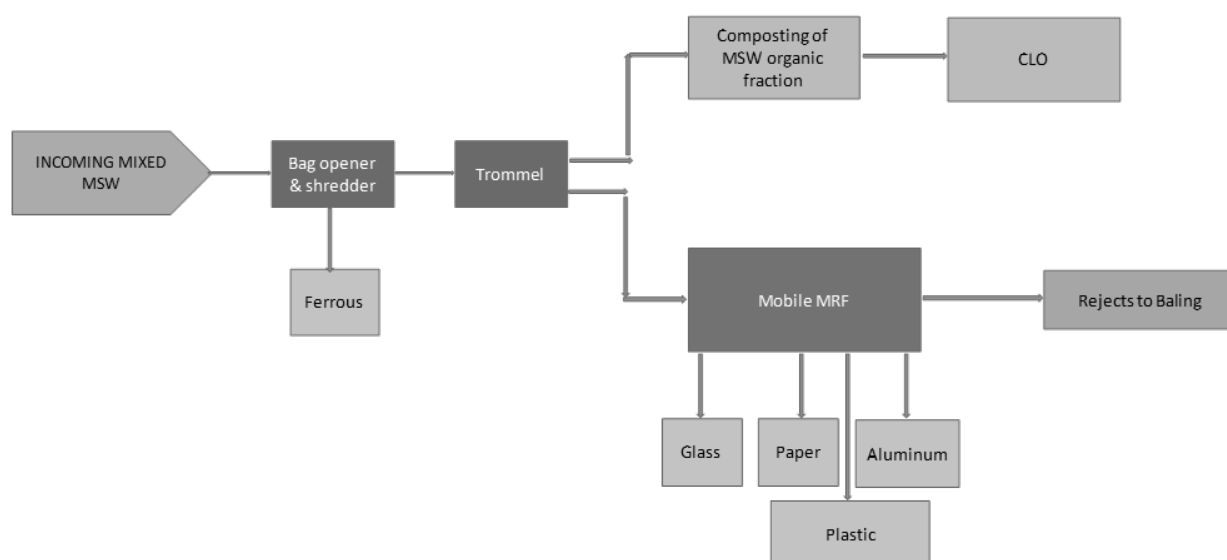 Composting of
MSW organic
fraction
CLO
INCOMING MIXED
MSW
Bag opener
& shredder
Trommel
Ferrous
Mobile MRF
Rejects to Baling
Glass
Paper
Aluminum
Plastic